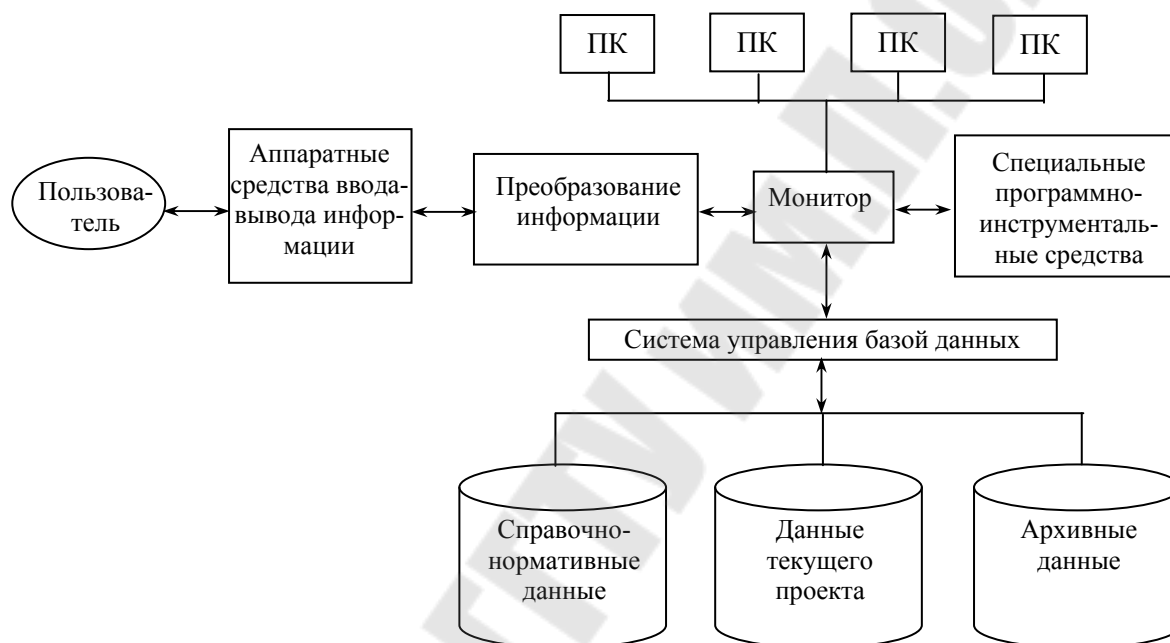 ПК
ПК
ПК
ПК
Пользова-
тель
Аппаратные
средства ввода-
вывода инфор-
мации
Преобразование
информации
Монитор
Специальные
программно-
инструменталь-
ные средства
Система управления базой данных
Справочно-
нормативные
данные
Данные
текущего
проекта
Архивные
данные